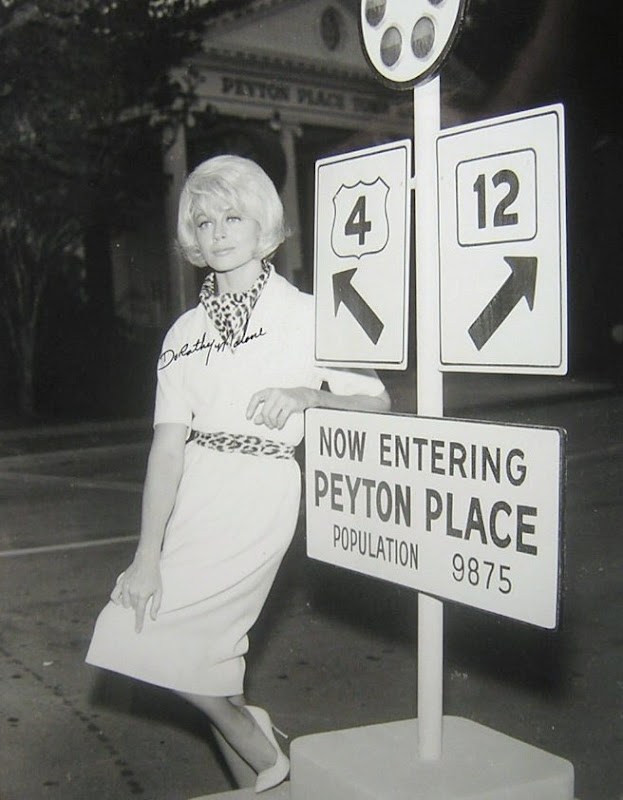 PEYTON PLACE TOWN
4
12
Dorothy Malone
NOW ENTERING
PEYTON PLACE
POPULATION 9875